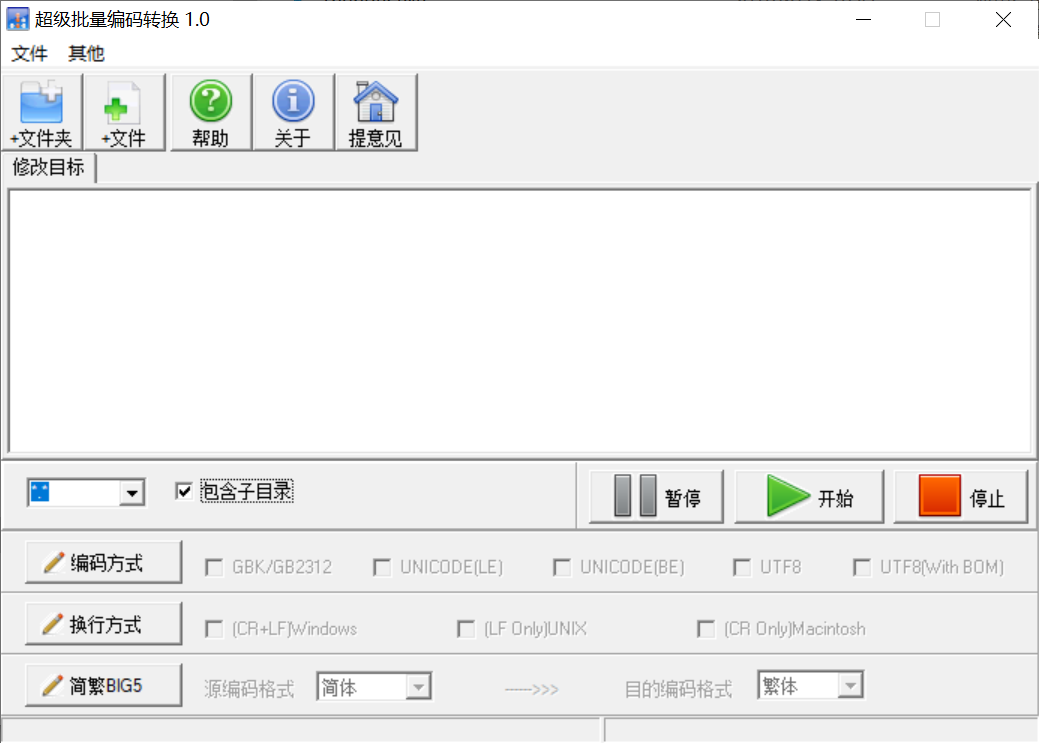 超级批量编码转换 1.0
文件 其他
+文件夹 +文件 帮助 关于 提意见
修改目标
*.* 包含子目录 暂停 开始 停止
编码方式 GBK/GB2312 UNICODE(LE) UNICODE(BE) UTF8 UTF8(With BOM)
换行方式 (CR+LF)Windows (LF Only)UNIX (CR Only)Macintosh
简繁BIG5 源编码格式 简体 ----->>> 目的编码格式 繁体